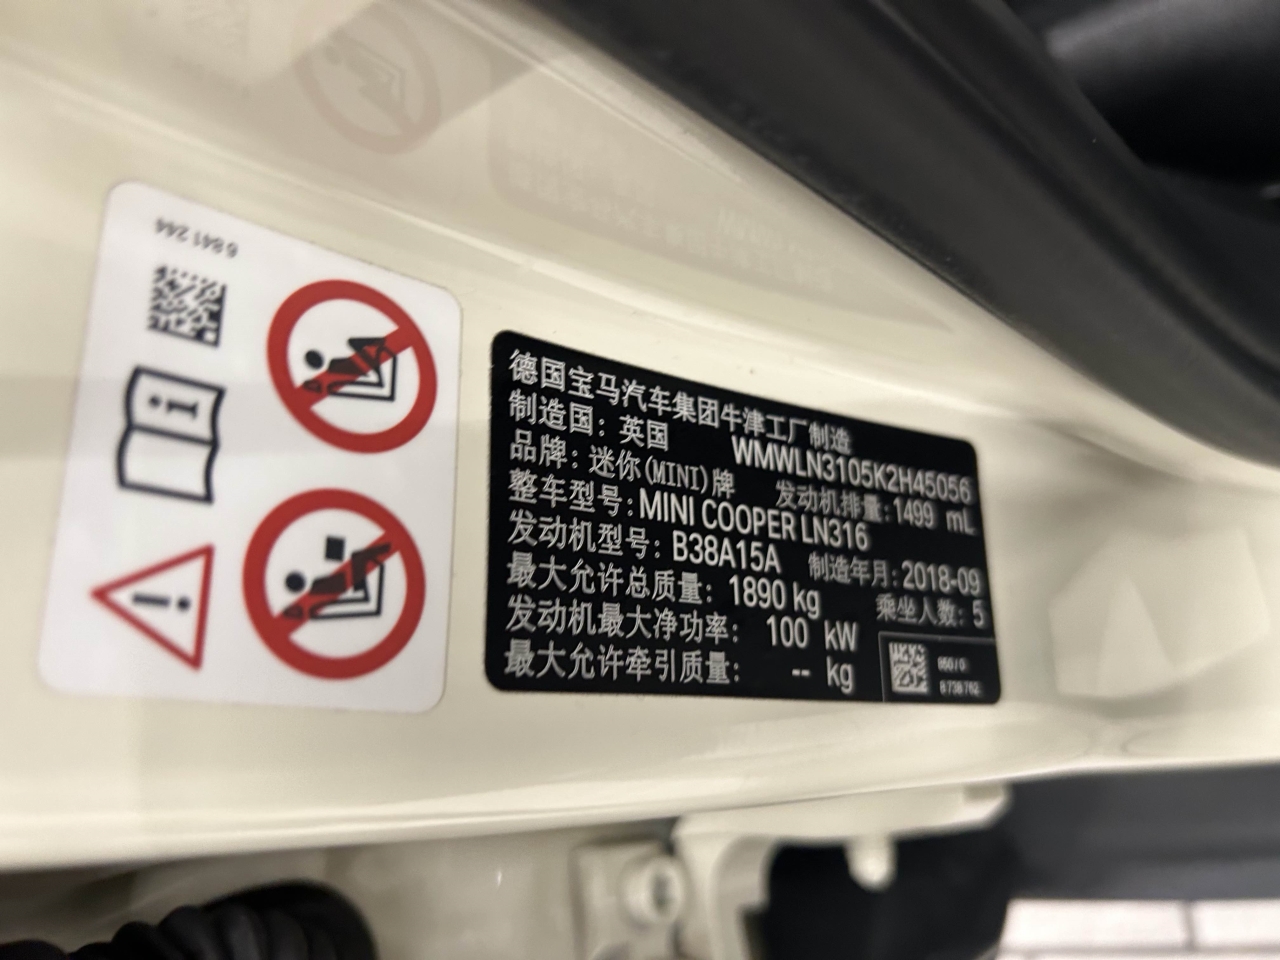 6 841 244
德国宝马汽车集团牛津工厂制造
制造国: 英国 WMWLN3105K2H45056
品牌: 迷你(MINI)牌 发动机排量: 1499 mL
整车型号: MINI COOPER LN316
发动机型号: B38A15A 制造年月: 2018-09
最大允许总质量: 1890 kg 乘坐人数: 5
发动机最大净功率: 100 kW
最大允许牵引质量: -- kg
8738762